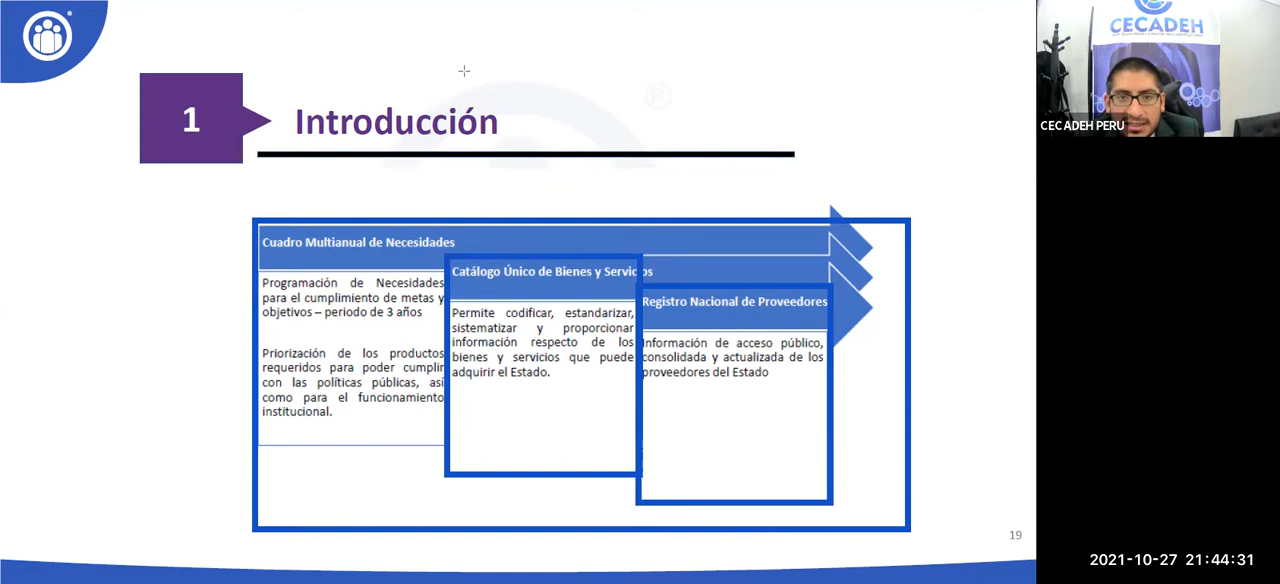 1
Introducción
®
Cuadro Multianual de Necesidades
Programación de Necesidades
para el cumplimiento de metas y
objetivos – periodo de 3 años
Priorización de los productos
requeridos para poder cumplir
con las políticas públicas, así
como para el funcionamiento
institucional.
Catálogo Único de Bienes y Servicios
Permite codificar, estandarizar,
sistematizar y proporcionar
información respecto de los
bienes y servicios que puede
adquirir el Estado.
Registro Nacional de Proveedores
Información de acceso público,
consolidada y actualizada de los
proveedores del Estado
19
CECADEH
CECADEH PERU
2021-10-27 21:44:31